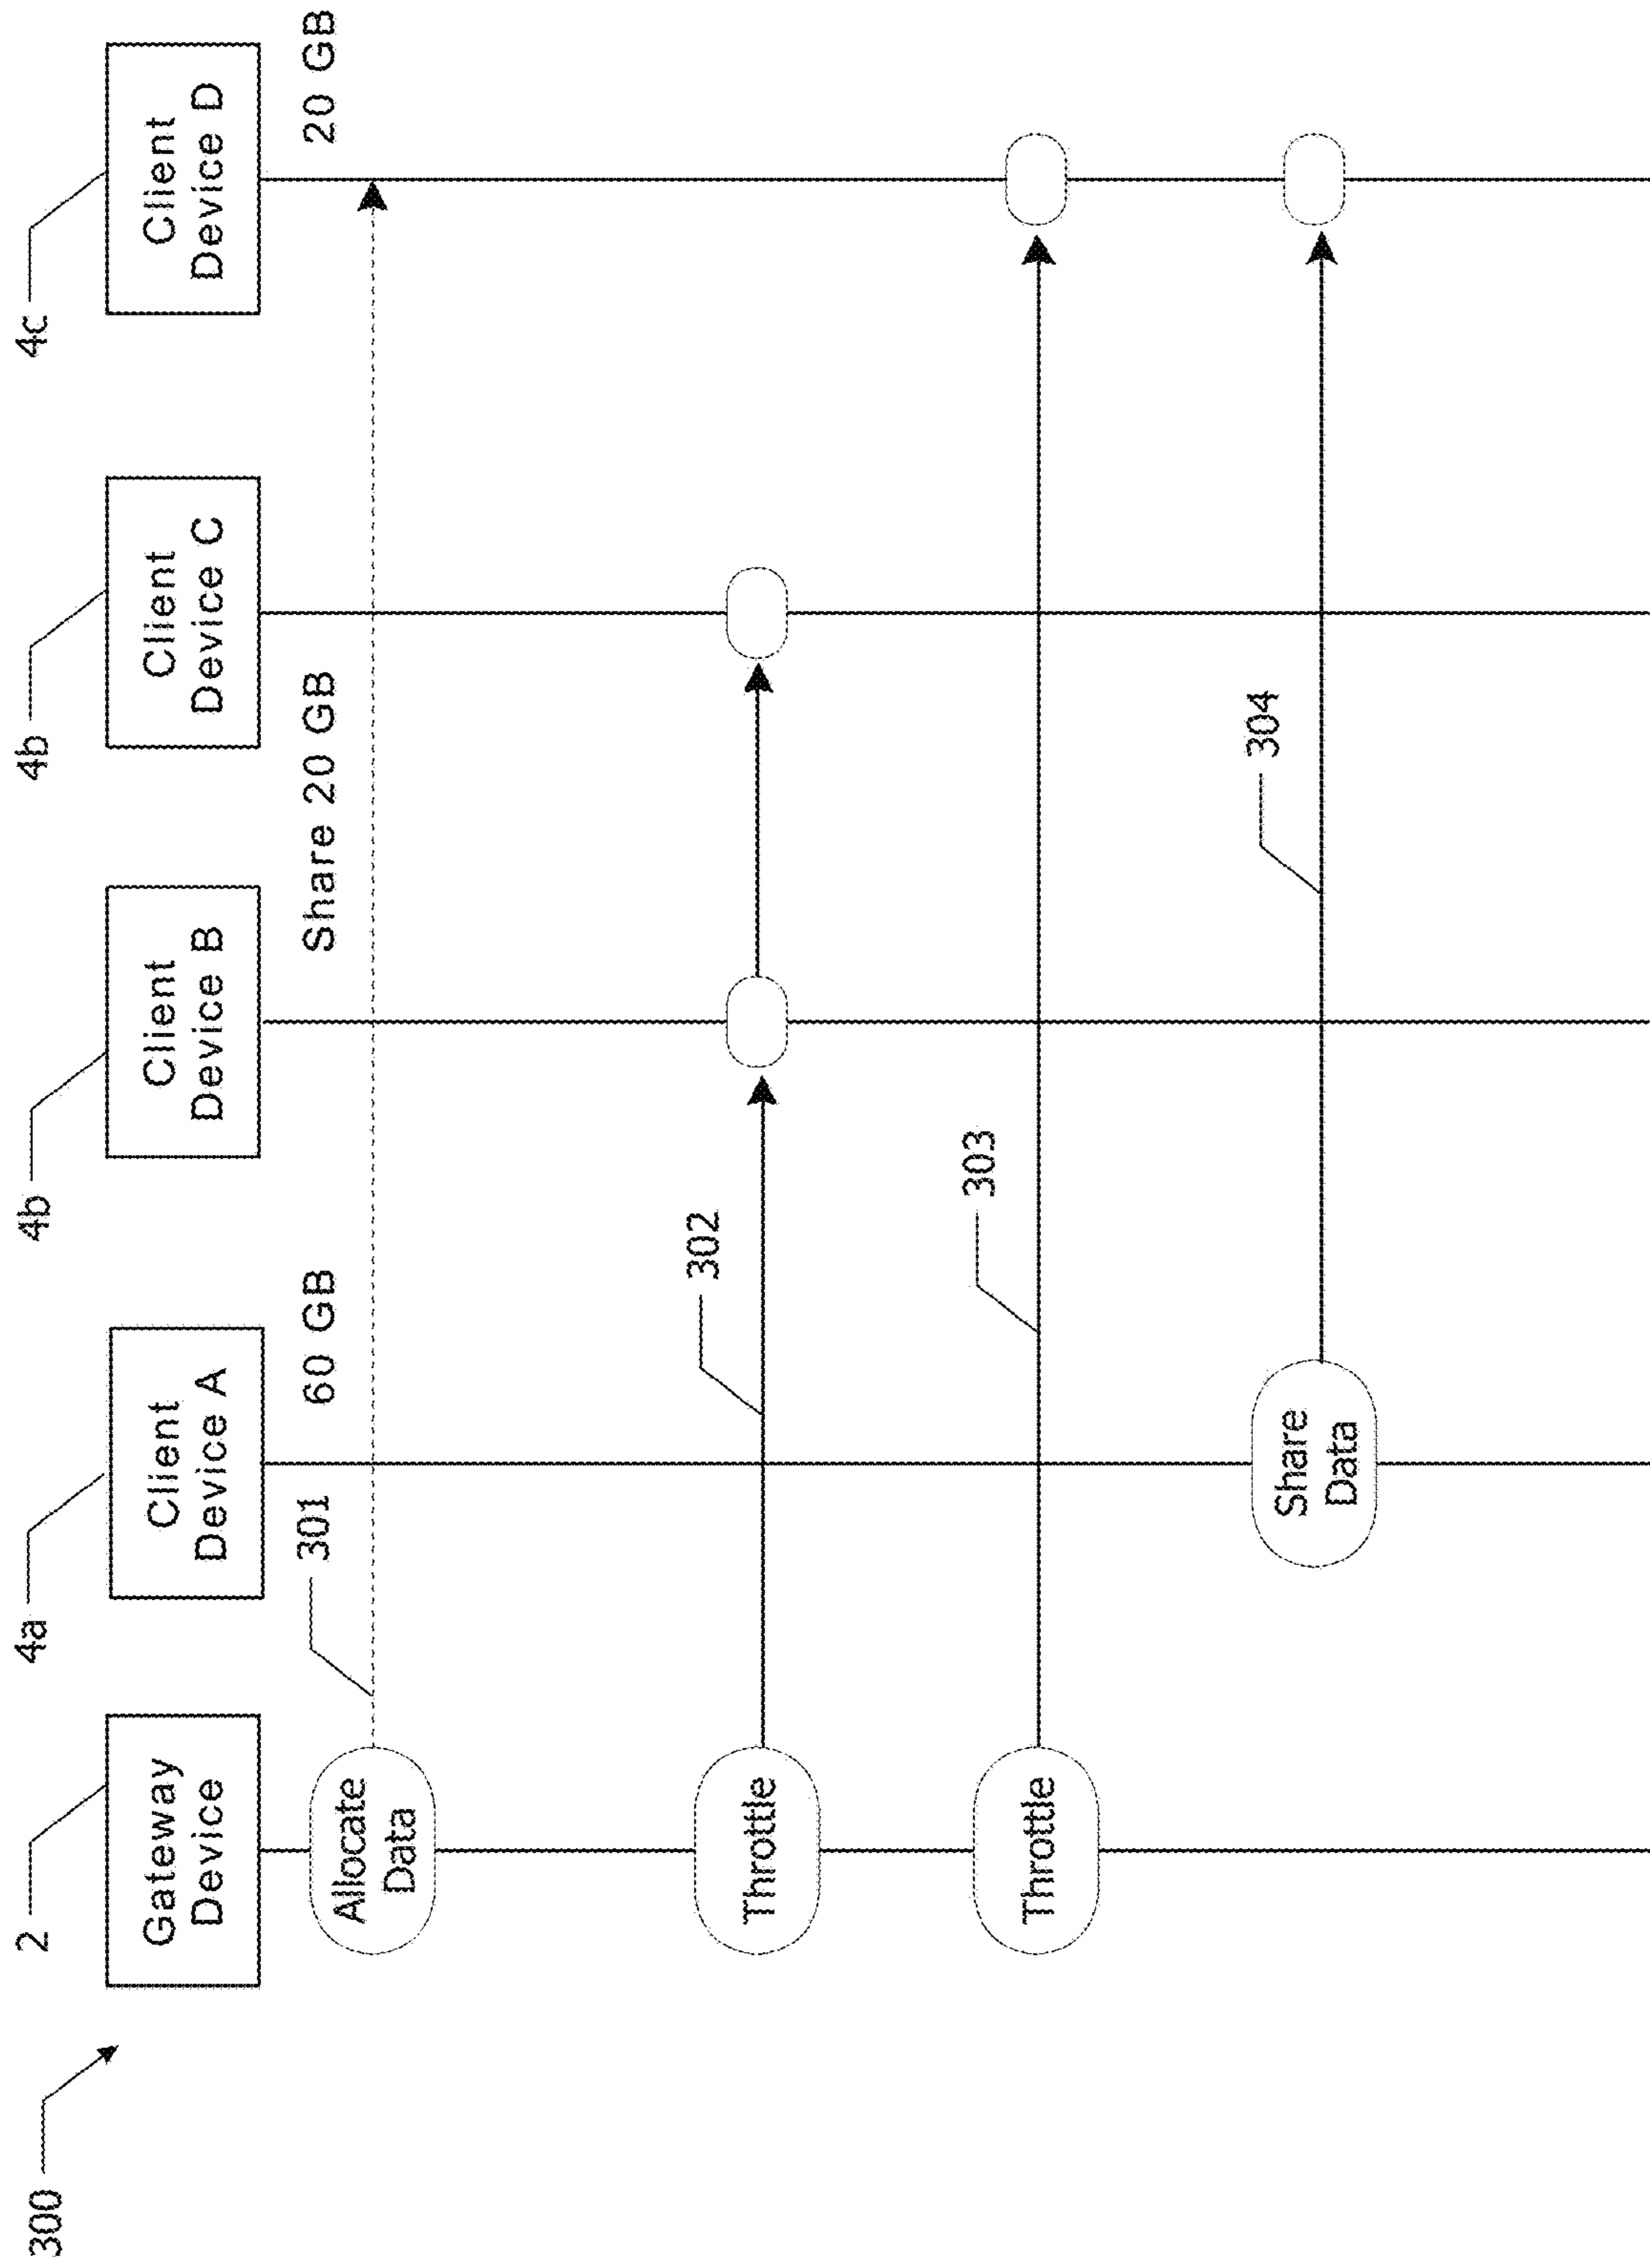 300
2
4a
4b
4b
4c
Gateway
Device
Client
Device A
Client
Device B
Client
Device C
Client
Device D
301
60 GB
Share 20 GB
20 GB
Allocate
Data
302
Throttle
303
Throttle
304
Share
Data